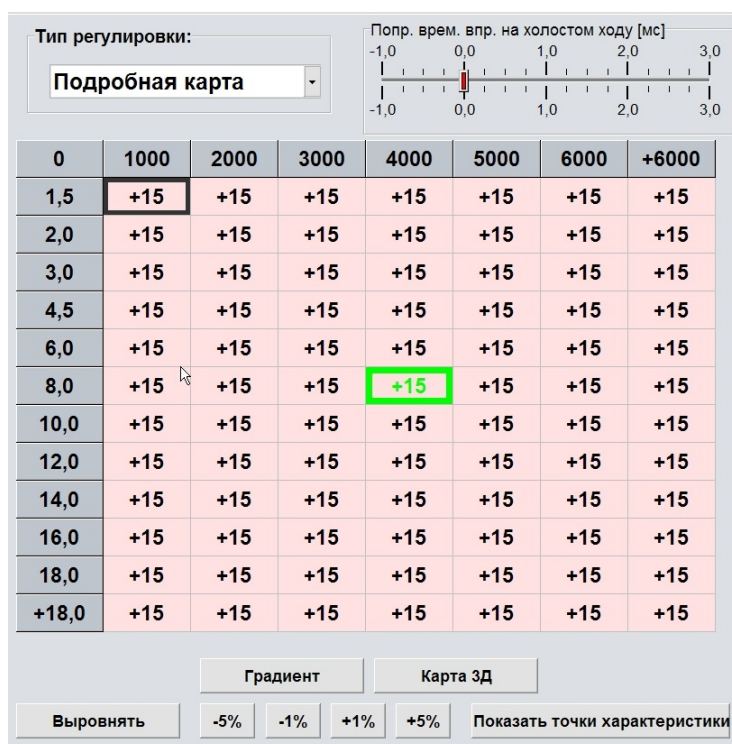 Тип регулировки:
Подробная карта
Попр. врем. впр. на холостом ходу [мс]
-1,0 0,0 1,0 2,0 3,0
-1,0 0,0 1,0 2,0 3,0
0 1000 2000 3000 4000 5000 6000 +6000
1,5 +15 +15 +15 +15 +15 +15 +15
2,0 +15 +15 +15 +15 +15 +15 +15
3,0 +15 +15 +15 +15 +15 +15 +15
4,5 +15 +15 +15 +15 +15 +15 +15
6,0 +15 +15 +15 +15 +15 +15 +15
8,0 +15 +15 +15 +15 +15 +15 +15
10,0 +15 +15 +15 +15 +15 +15 +15
12,0 +15 +15 +15 +15 +15 +15 +15
14,0 +15 +15 +15 +15 +15 +15 +15
16,0 +15 +15 +15 +15 +15 +15 +15
18,0 +15 +15 +15 +15 +15 +15 +15
+18,0 +15 +15 +15 +15 +15 +15 +15
Градиент Карта 3Д
Выровнять -5% -1% +1% +5% Показать точки характеристики